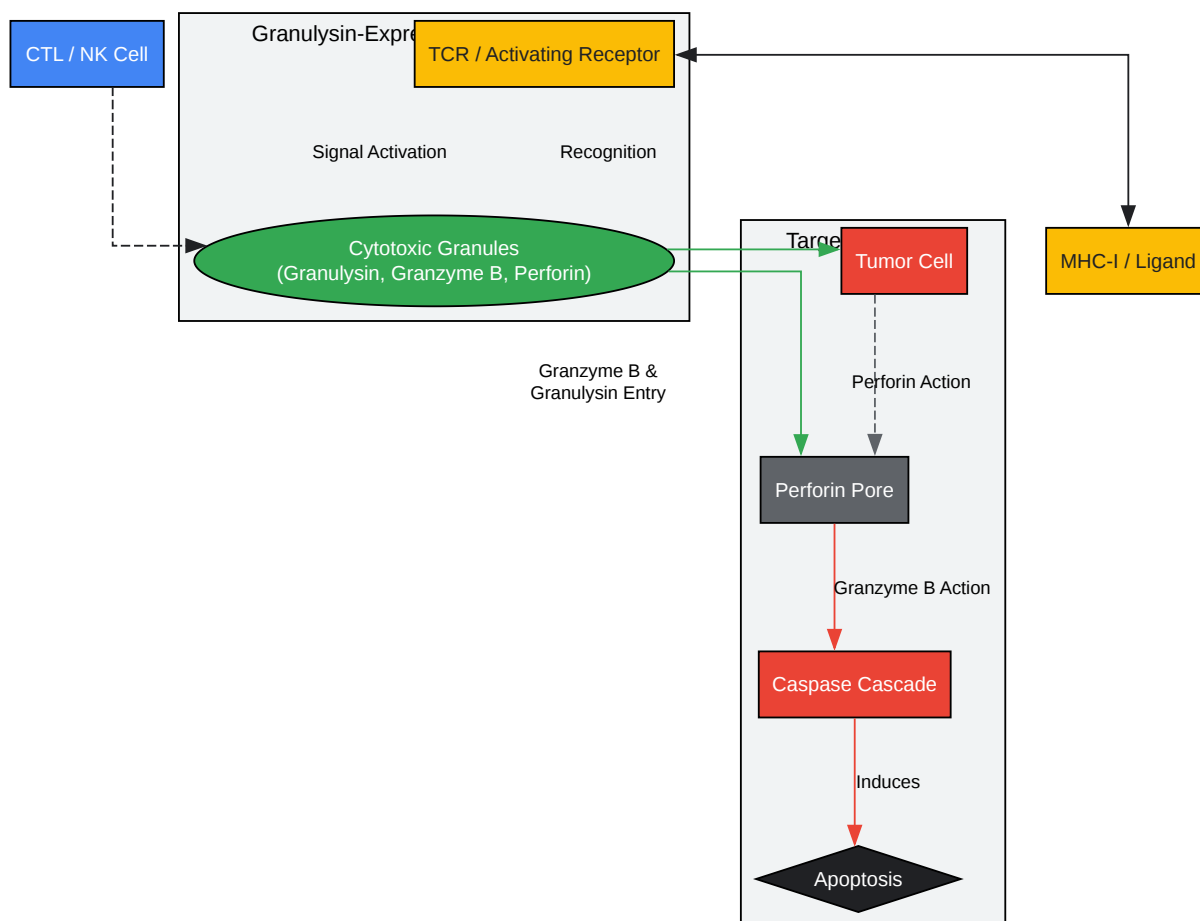 CTL / NK Cell
Granulysin-Expre
TCR / Activating Receptor
Signal Activation
Recognition
Cytotoxic Granules
(Granulysin, Granzyme B, Perforin)
Targe
Tumor Cell
MHC-I / Ligand
Granzyme B &
Granulysin Entry
Perforin Action
Perforin Pore
Granzyme B Action
Caspase Cascade
Induces
Apoptosis